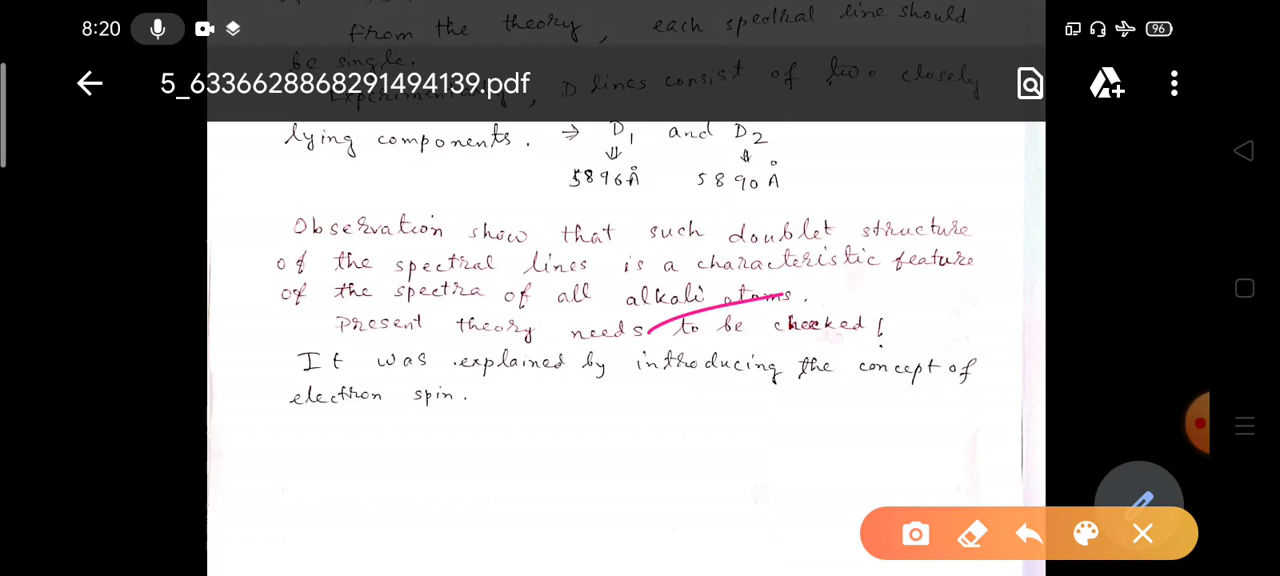 8:20
96
From the theory, each spectral line should
be single.
5_6336628868291494139.pdf
Experimentally, D lines consist of two closely
lying components. ⇒ D1 and D2
⇓ ⇓
5896Å 5890Å
Observation show that such doublet structure
of the spectral lines is a characteristic feature
of the spectra of all alkali atoms.
Present theory needs to be checked!
It was explained by introducing the concept of
electron spin.